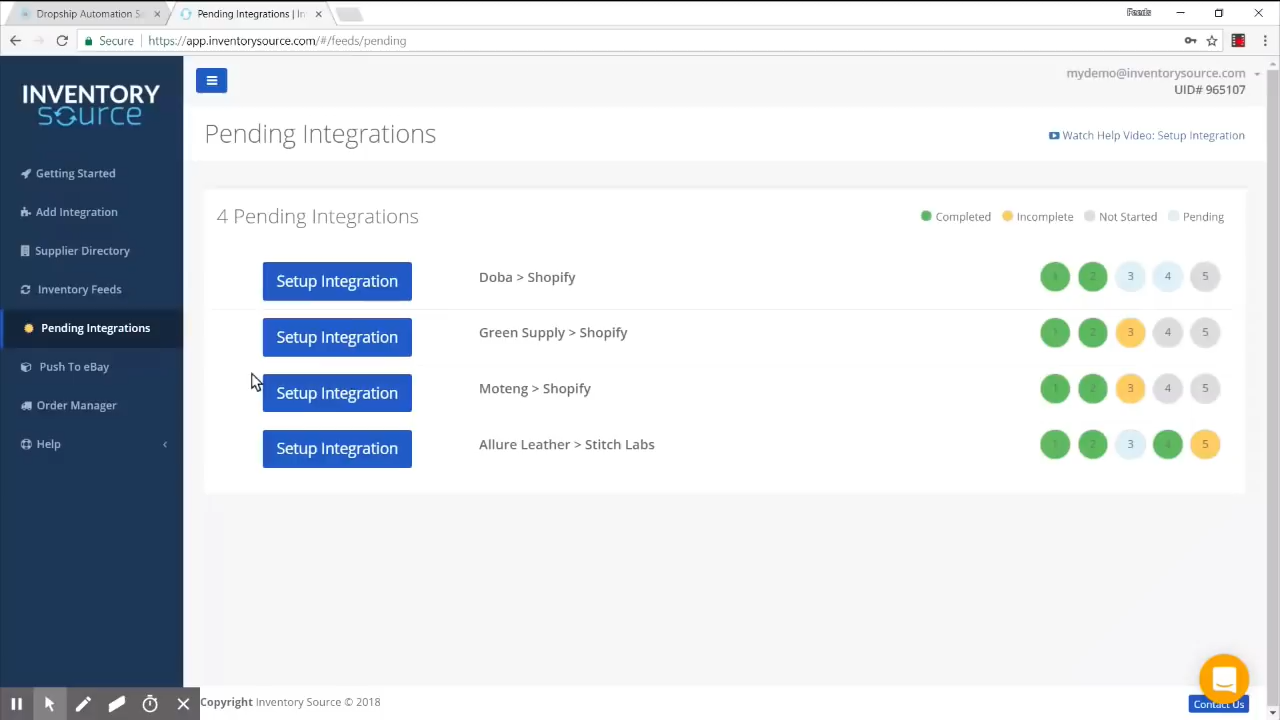 Dropship Automation S
Pending Integrations | In
Feeds
Secure
https://app.inventorysource.com/#/feeds/pending
INVENTORY
source
mydemo@inventorysource.com
UID# 965107
Pending Integrations
Watch Help Video: Setup Integration
Getting Started
Add Integration
Supplier Directory
Inventory Feeds
Pending Integrations
Push To eBay
Order Manager
Help
4 Pending Integrations
Completed
Incomplete
Not Started
Pending
Setup Integration
Doba > Shopify
1 2 3 4 5
Setup Integration
Green Supply > Shopify
1 2 3 4 5
Setup Integration
Moteng > Shopify
1 2 3 4 5
Setup Integration
Allure Leather > Stitch Labs
1 2 3 4 5
Copyright Inventory Source © 2018
Contact Us